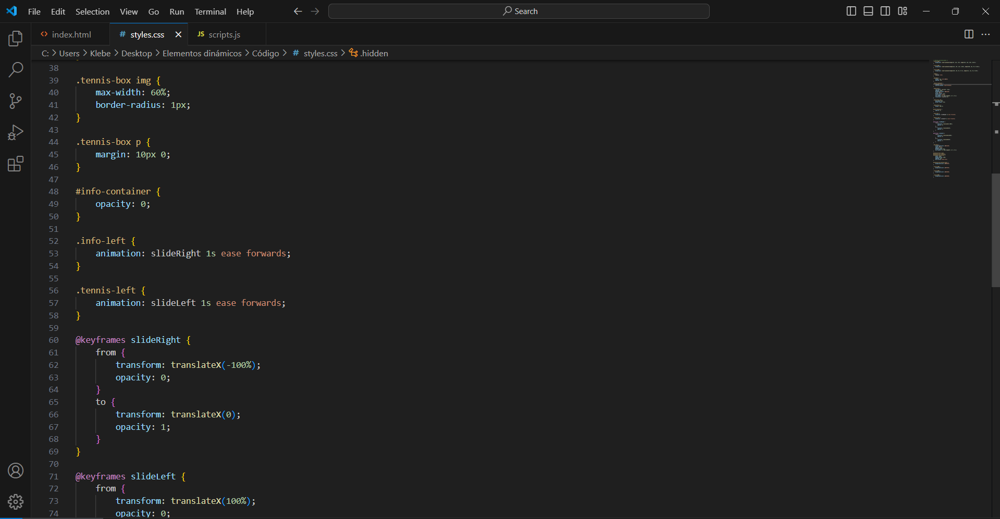 File Edit Selection View Go Run Terminal Help
Search
index.html
styles.css
JS scripts.js
C: > Users > Klebe > Desktop > Elementos dinámicos > Código > # styles.css > .hidden
38
39 .tennis-box img {
40 max-width: 60%;
41 border-radius: 1px;
42 }
43
44 .tennis-box p {
45 margin: 10px 0;
46 }
47
48 #info-container {
49 opacity: 0;
50 }
51
52 .info-left {
53 animation: slideRight 1s ease forwards;
54 }
55
56 .tennis-left {
57 animation: slideLeft 1s ease forwards;
58 }
59
60 @keyframes slideRight {
61 from {
62 transform: translateX(-100%);
63 opacity: 0;
64 }
65 to {
66 transform: translateX(0);
67 opacity: 1;
68 }
69 }
70
71 @keyframes slideLeft {
72 from {
73 transform: translateX(100%);
74 opacity: 0;